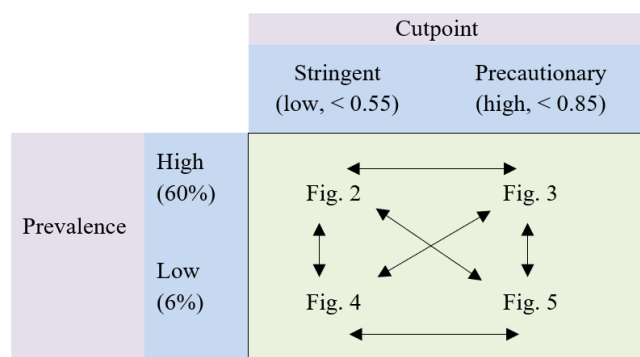 Cutpoint
Stringent Precautionary
(low, < 0.55) (high, < 0.85)
High
(60%) Fig. 2 Fig. 3
Prevalence
Low
(6%) Fig. 4 Fig. 5